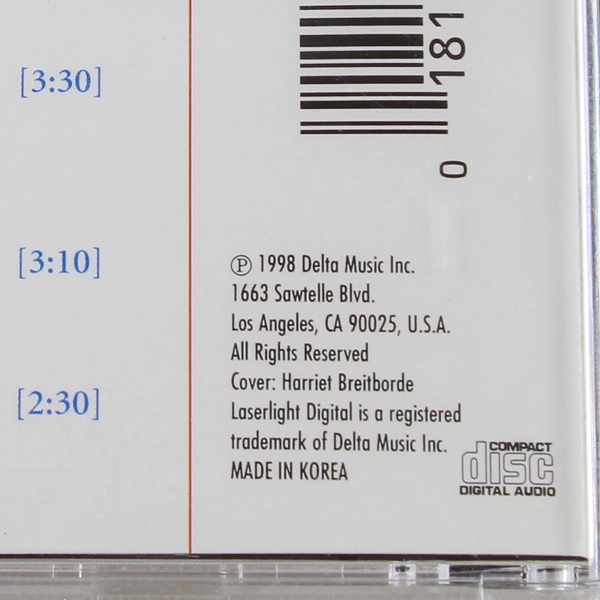 [3:30]
[3:10]
[2:30]
0 181
℗ 1998 Delta Music Inc.
1663 Sawtelle Blvd.
Los Angeles, CA 90025, U.S.A.
All Rights Reserved
Cover: Harriet Breitborde
Laserlight Digital is a registered
trademark of Delta Music Inc.
MADE IN KOREA
COMPACT
disc
DIGITAL AUDIO